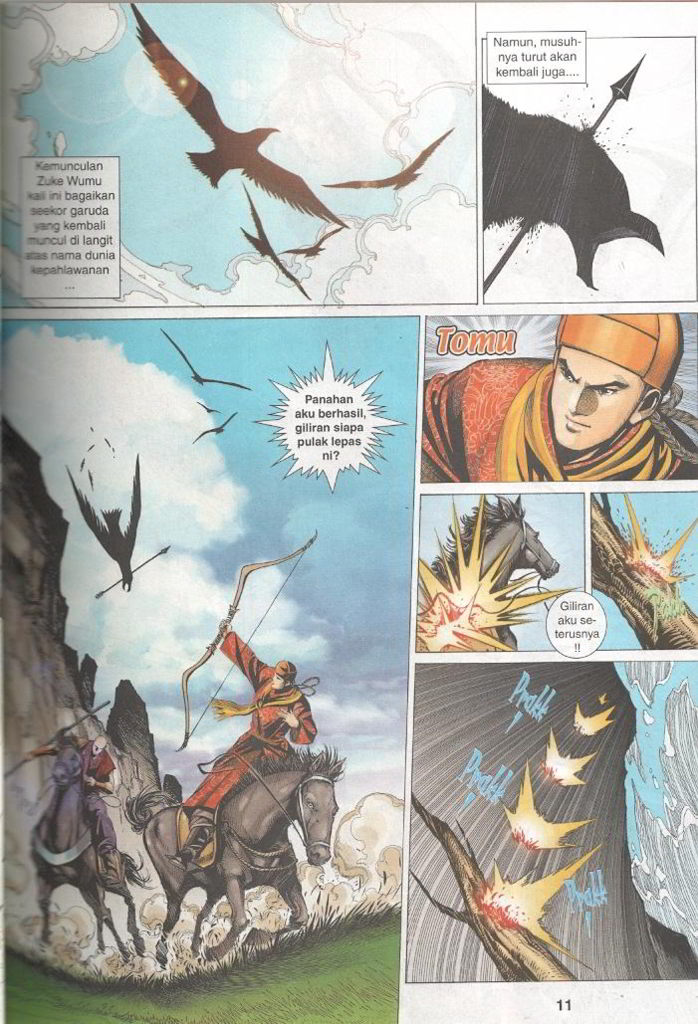 Kemunculan
Zuke Wumu
kali ini bagaikan
seekor garuda
yang kembali
muncul di langit
atas nama dunia
kepahlawanan
...
Namun, musuh-
nya turut akan
kembali juga....
Panahan
aku berhasil,
giliran siapa
pulak lepas
ni?
Tomu
Giliran
aku se-
terusnya
!!
Prakk
!
Prakk
!
Prakk
!
11